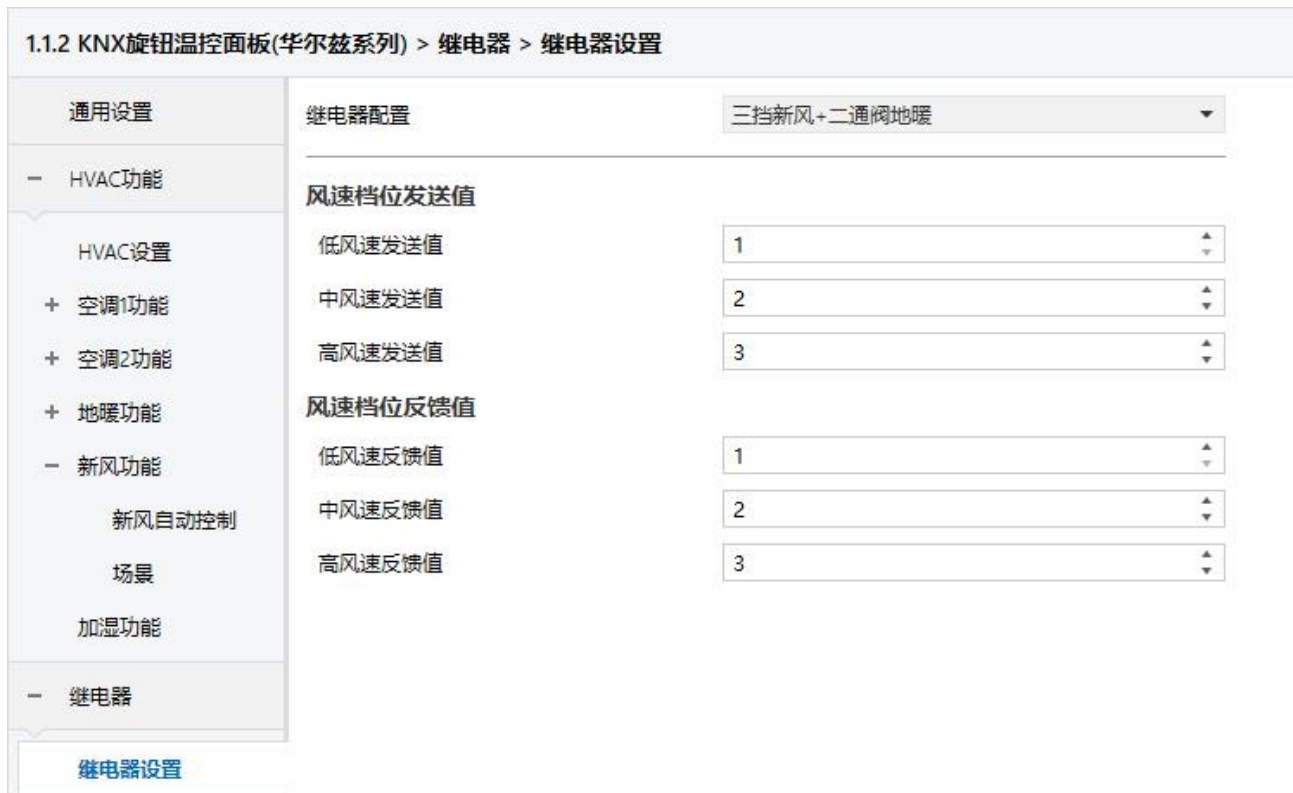 1.1.2 KNX旋钮温控面板(华尔兹系列) > 继电器 > 继电器设置
通用设置
HVAC功能
HVAC设置
空调1功能
空调2功能
地暖功能
新风功能
新风自动控制
场景
加湿功能
继电器
继电器设置
继电器配置 三挡新风+二通阀地暖
风速档位发送值
低风速发送值 1
中风速发送值 2
高风速发送值 3
风速档位反馈值
低风速反馈值 1
中风速反馈值 2
高风速反馈值 3